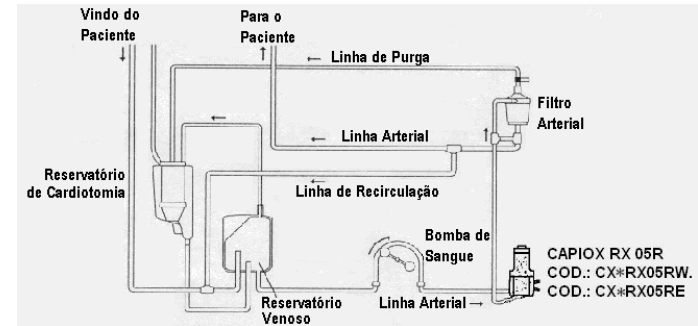 Vindo do
Paciente
Para o
Paciente
Linha de Purga
Filtro
Arterial
Linha Arterial
Reservatório
de Cardiotomia
Linha de Recirculação
Bomba de
Sangue
CAPIOX RX 05R
COD.: CX*RX05RW.
COD.: CX*RX05RE
Reservatório
Venoso
Linha Arterial